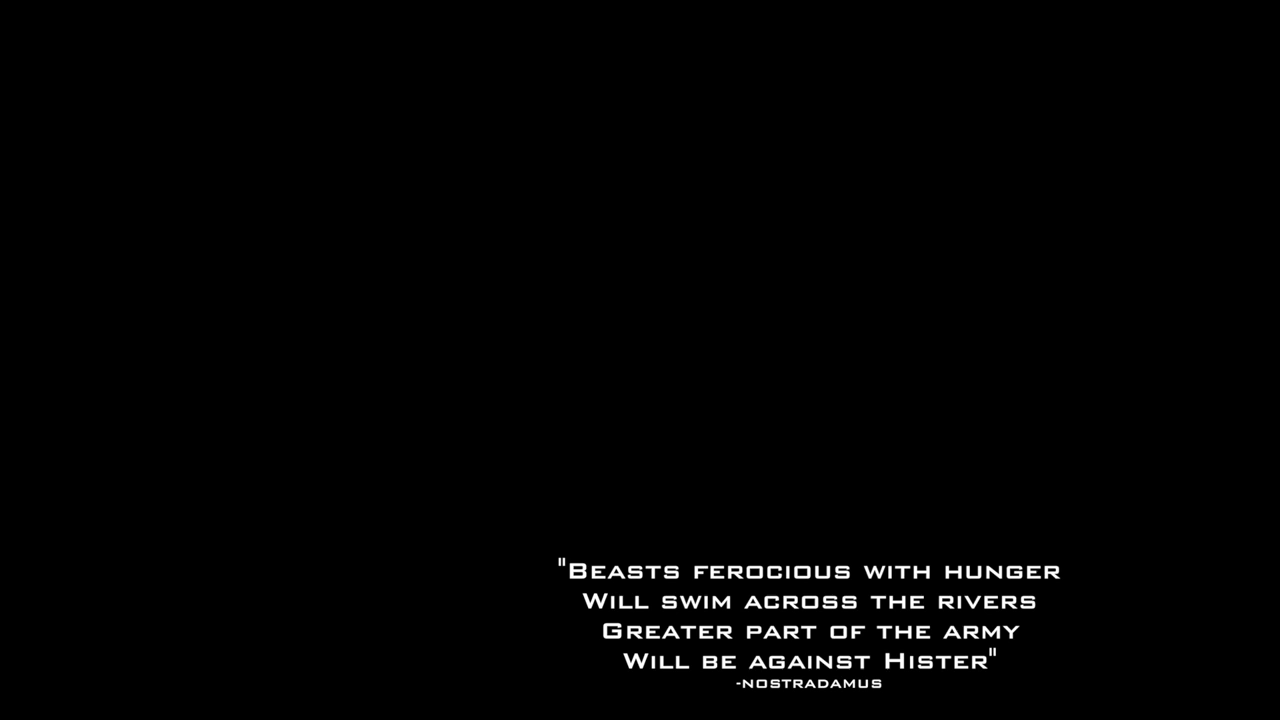 "Beasts ferocious with hunger
Will swim across the rivers
Greater part of the army
Will be against Hister"
-Nostradamus